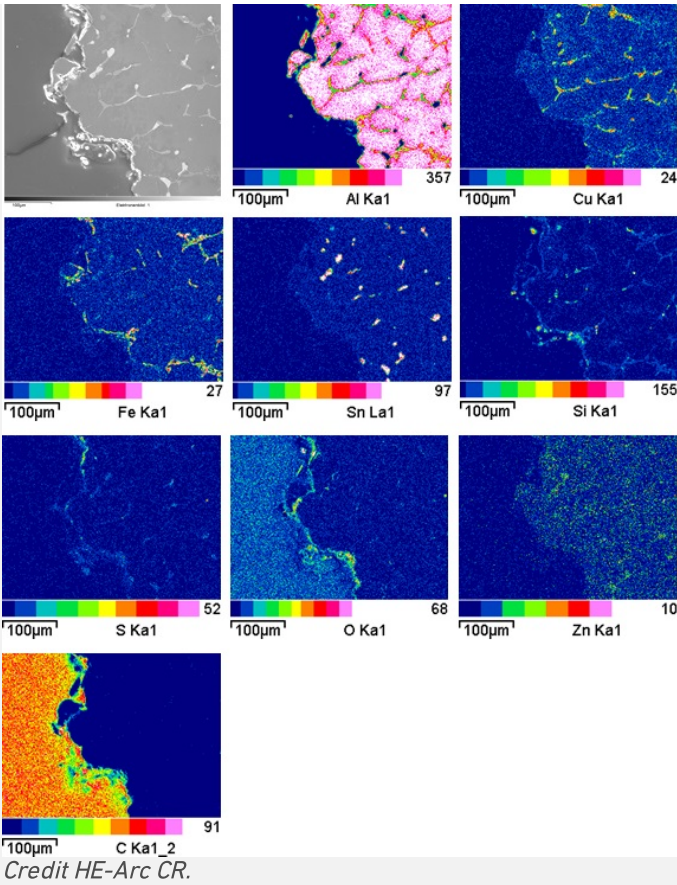 100µm Elektronenbild 1
357
100µm Al Ka1
24
100µm Cu Ka1
27
100µm Fe Ka1
97
100µm Sn La1
155
100µm Si Ka1
52
100µm S Ka1
68
100µm O Ka1
10
100µm Zn Ka1
91
100µm C Ka1_2
Credit HE-Arc CR.